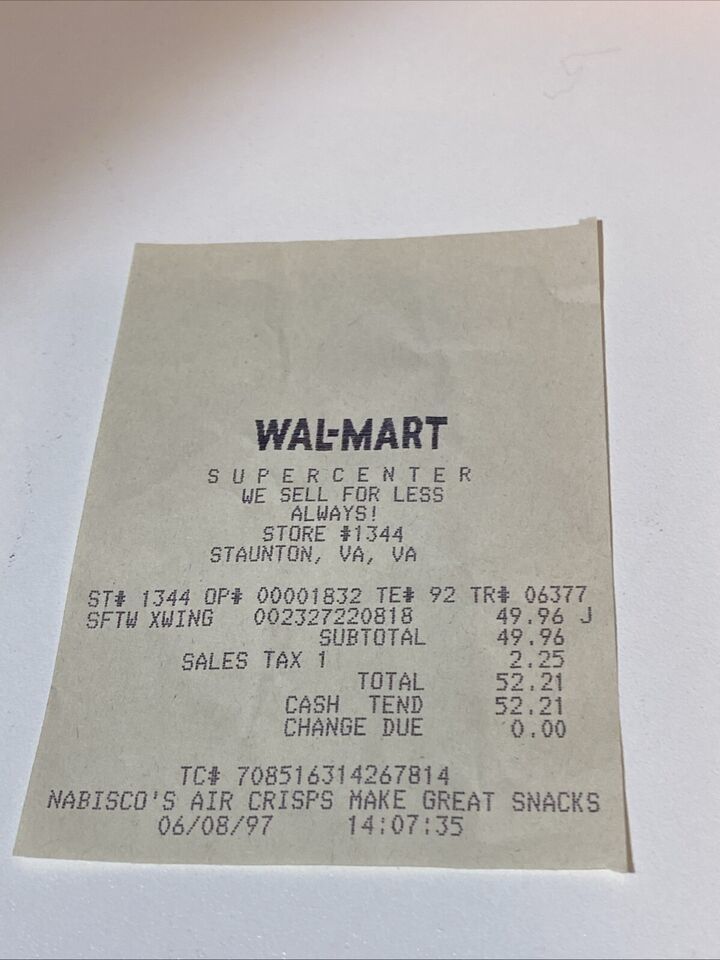 WAL-MART
SUPERCENTER
WE SELL FOR LESS
ALWAYS!
STORE #1344
STAUNTON, VA, VA
ST# 1344 OP# 00001832 TE# 92 TR# 06377
SFTW XWING 002327220818 49.96 J
SUBTOTAL 49.96
SALES TAX 1 2.25
TOTAL 52.21
CASH TEND 52.21
CHANGE DUE 0.00
TC# 708516314267814
NABISCO'S AIR CRISPS MAKE GREAT SNACKS
06/08/97 14:07:35